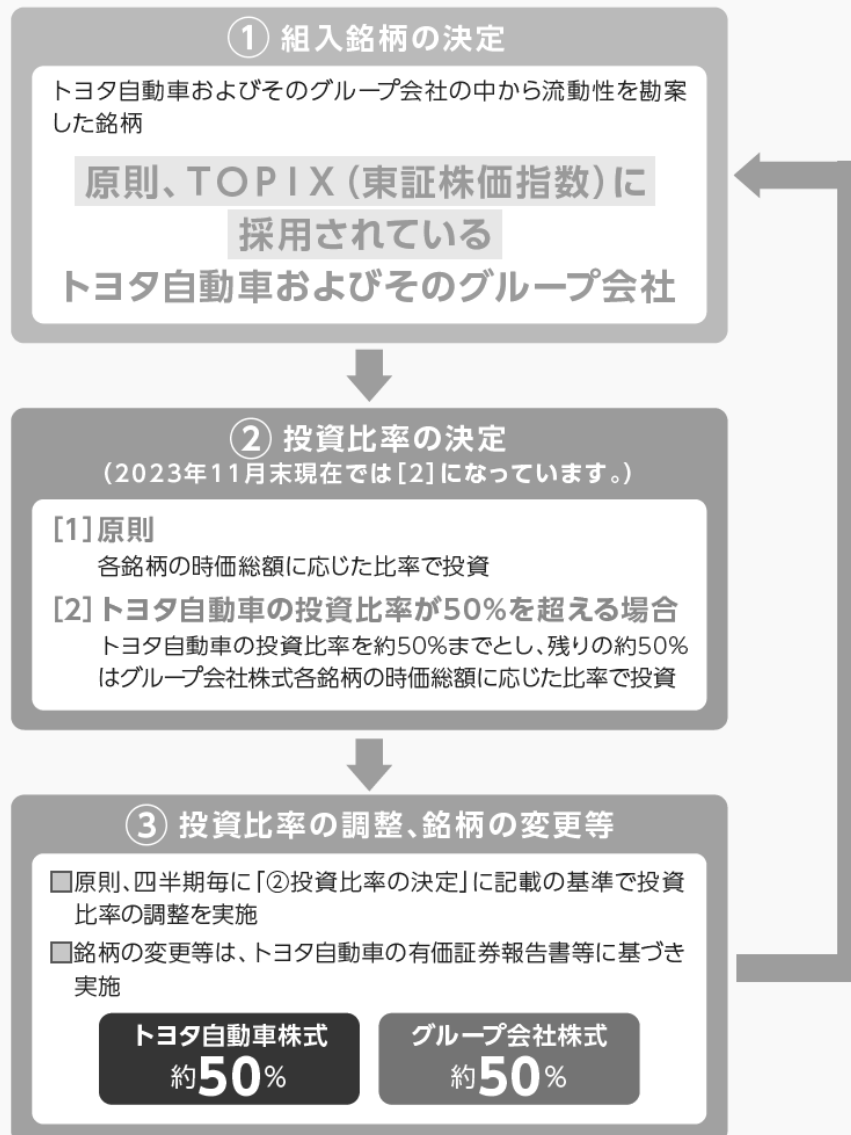 ① 組入銘柄の決定
トヨタ自動車およびそのグループ会社の中から流動性を勘案
した銘柄
原則、TOPIX(東証株価指数)に
採用されている
トヨタ自動車およびそのグループ会社
② 投資比率の決定
(2023年11月末現在では[2]になっています。)
[1]原則
各銘柄の時価総額に応じた比率で投資
[2]トヨタ自動車の投資比率が50%を超える場合
トヨタ自動車の投資比率を約50%までとし、残りの約50%
はグループ会社株式各銘柄の時価総額に応じた比率で投資
③ 投資比率の調整、銘柄の変更等
■原則、四半期毎に「②投資比率の決定」に記載の基準で投資
比率の調整を実施
■銘柄の変更等は、トヨタ自動車の有価証券報告書等に基づき
実施
トヨタ自動車株式
約50%
グループ会社株式
約50%